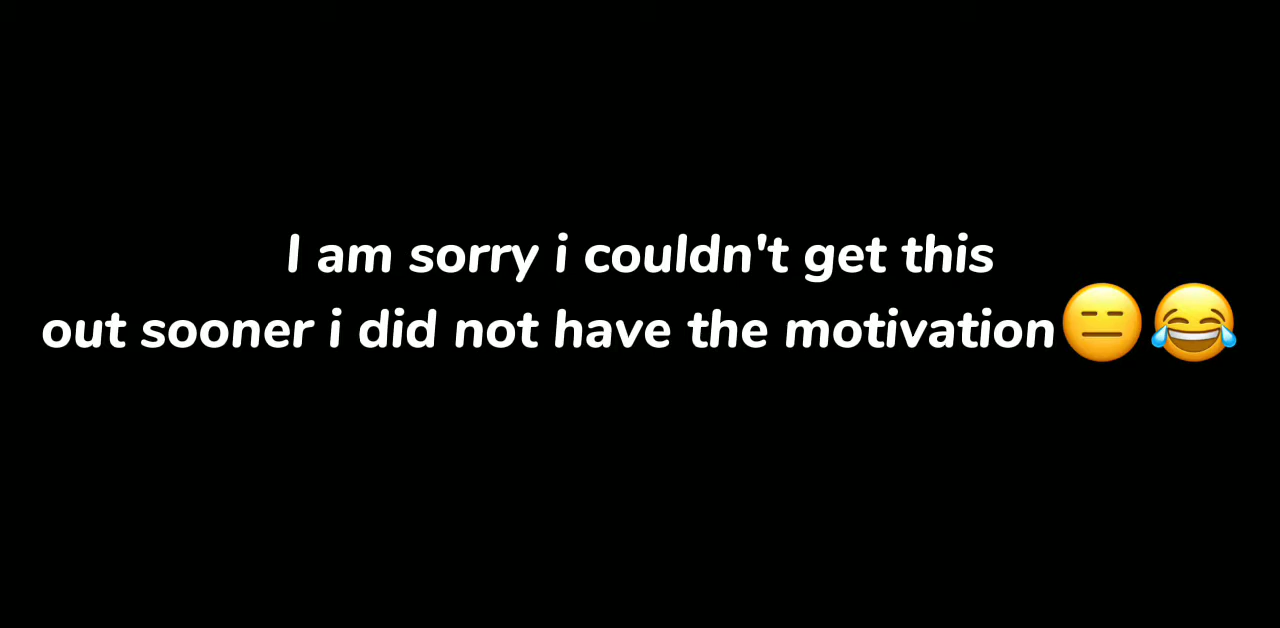 I am sorry i couldn't get this
out sooner i did not have the motivation😑😂